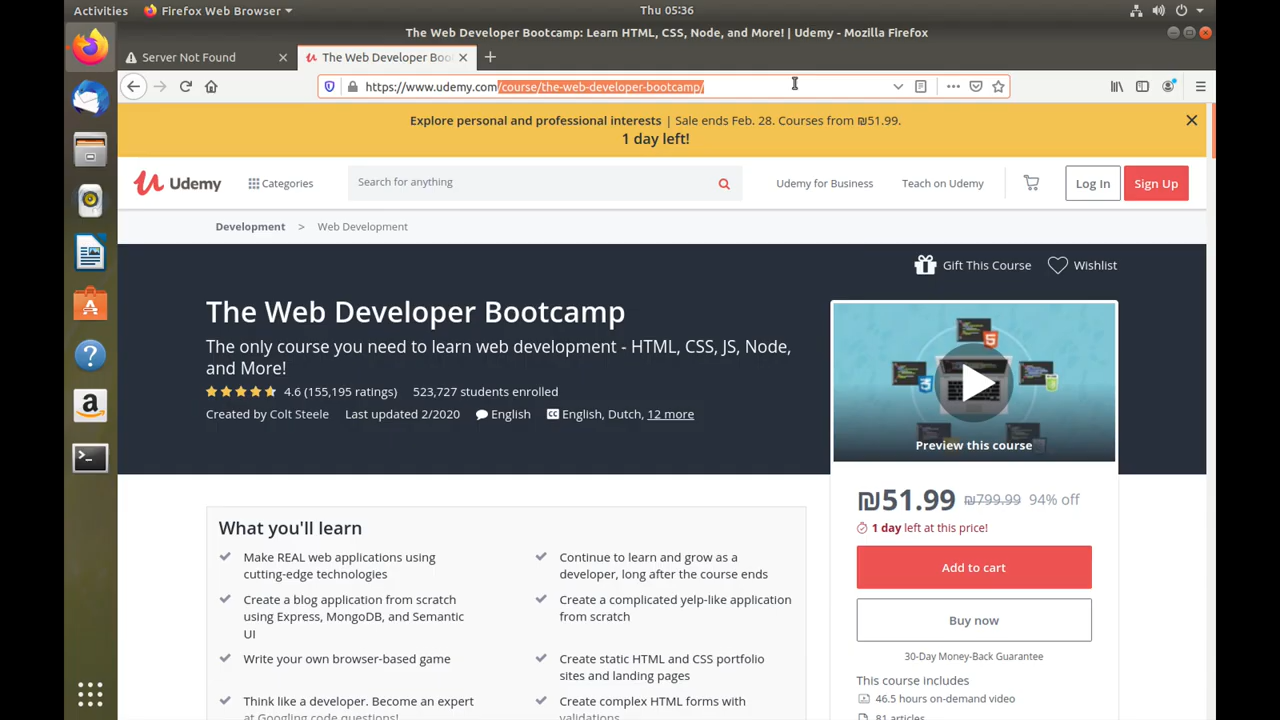 Activities
Firefox Web Browser
Thu 05:36
The Web Developer Bootcamp: Learn HTML, CSS, Node, and More! | Udemy - Mozilla Firefox
Server Not Found
The Web Developer Boo
https://www.udemy.com/course/the-web-developer-bootcamp/
Explore personal and professional interests | Sale ends Feb. 28. Courses from ₪51.99.
1 day left!
Udemy
Categories
Search for anything
Udemy for Business
Teach on Udemy
Log In
Sign Up
Development > Web Development
Gift This Course
Wishlist
The Web Developer Bootcamp
The only course you need to learn web development - HTML, CSS, JS, Node,
and More!
4.6 (155,195 ratings)
523,727 students enrolled
Created by Colt Steele
Last updated 2/2020
English
CC English, Dutch, 12 more
Preview this course
What you'll learn
Make REAL web applications using
cutting-edge technologies
Create a blog application from scratch
using Express, MongoDB, and Semantic
UI
Write your own browser-based game
Think like a developer. Become an expert
at Googling code questions!
Continue to learn and grow as a
developer, long after the course ends
Create a complicated yelp-like application
from scratch
Create static HTML and CSS portfolio
sites and landing pages
Create complex HTML forms with
validations
₪51.99 ₪799.99 94% off
1 day left at this price!
Add to cart
Buy now
30-Day Money-Back Guarantee
This course includes
46.5 hours on-demand video
81 articles